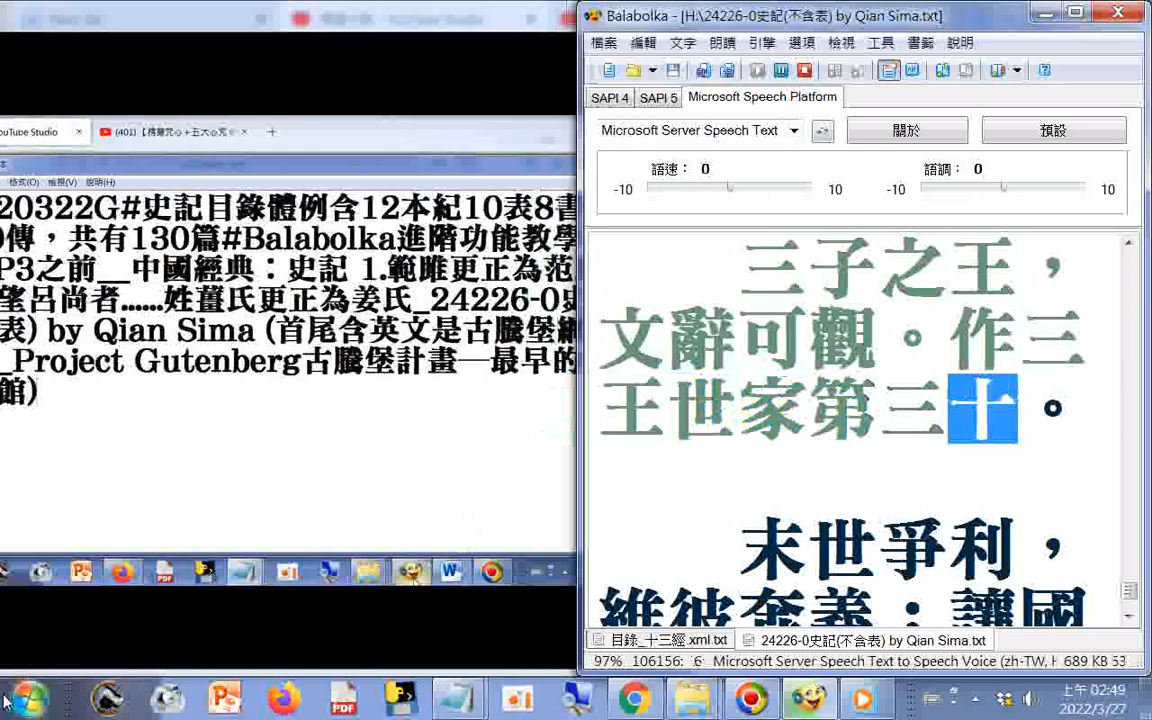 Balabolka - [H:\24226-0史記(不含表) by Qian Sima.txt]
檔案 編輯 文字 朗讀 引擎 選項 檢視 工具 書籤 說明
SAPI 4 SAPI 5 Microsoft Speech Platform
Microsoft Server Speech Text 關於 預設
語速： 0 語調： 0
-10 10 -10 10
三子之王，
文辭可觀。作三
王世家第三十。
末世爭利，
維彼奔義；讓國
目錄_十三經.xml.txt 24226-0史記(不含表) by Qian Sima.txt
97% 106156: 6 Microsoft Server Speech Text to Speech Voice (zh-TW, H 689 KB 53
ouTube Studio
格式(O) 檢視(V) 說明(H)
20322G#史記目錄體例含12本紀10表8書
傳，共有130篇#Balabolka進階功能教學
P3之前__中國經典：史記 1.範雎更正為范
望呂尚者......姓薑氏更正為姜氏_24226-0史
表) by Qian Sima (首尾含英文是古騰堡
_Project Gutenberg古騰堡計畫—最早的
館)
上午 02:49
2022/3/27